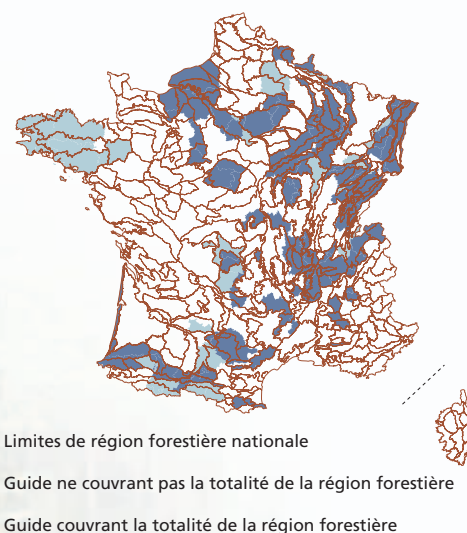 Limites de région forestière nationale
Guide ne couvrant pas la totalité de la région forestière
Guide couvrant la totalité de la région forestière